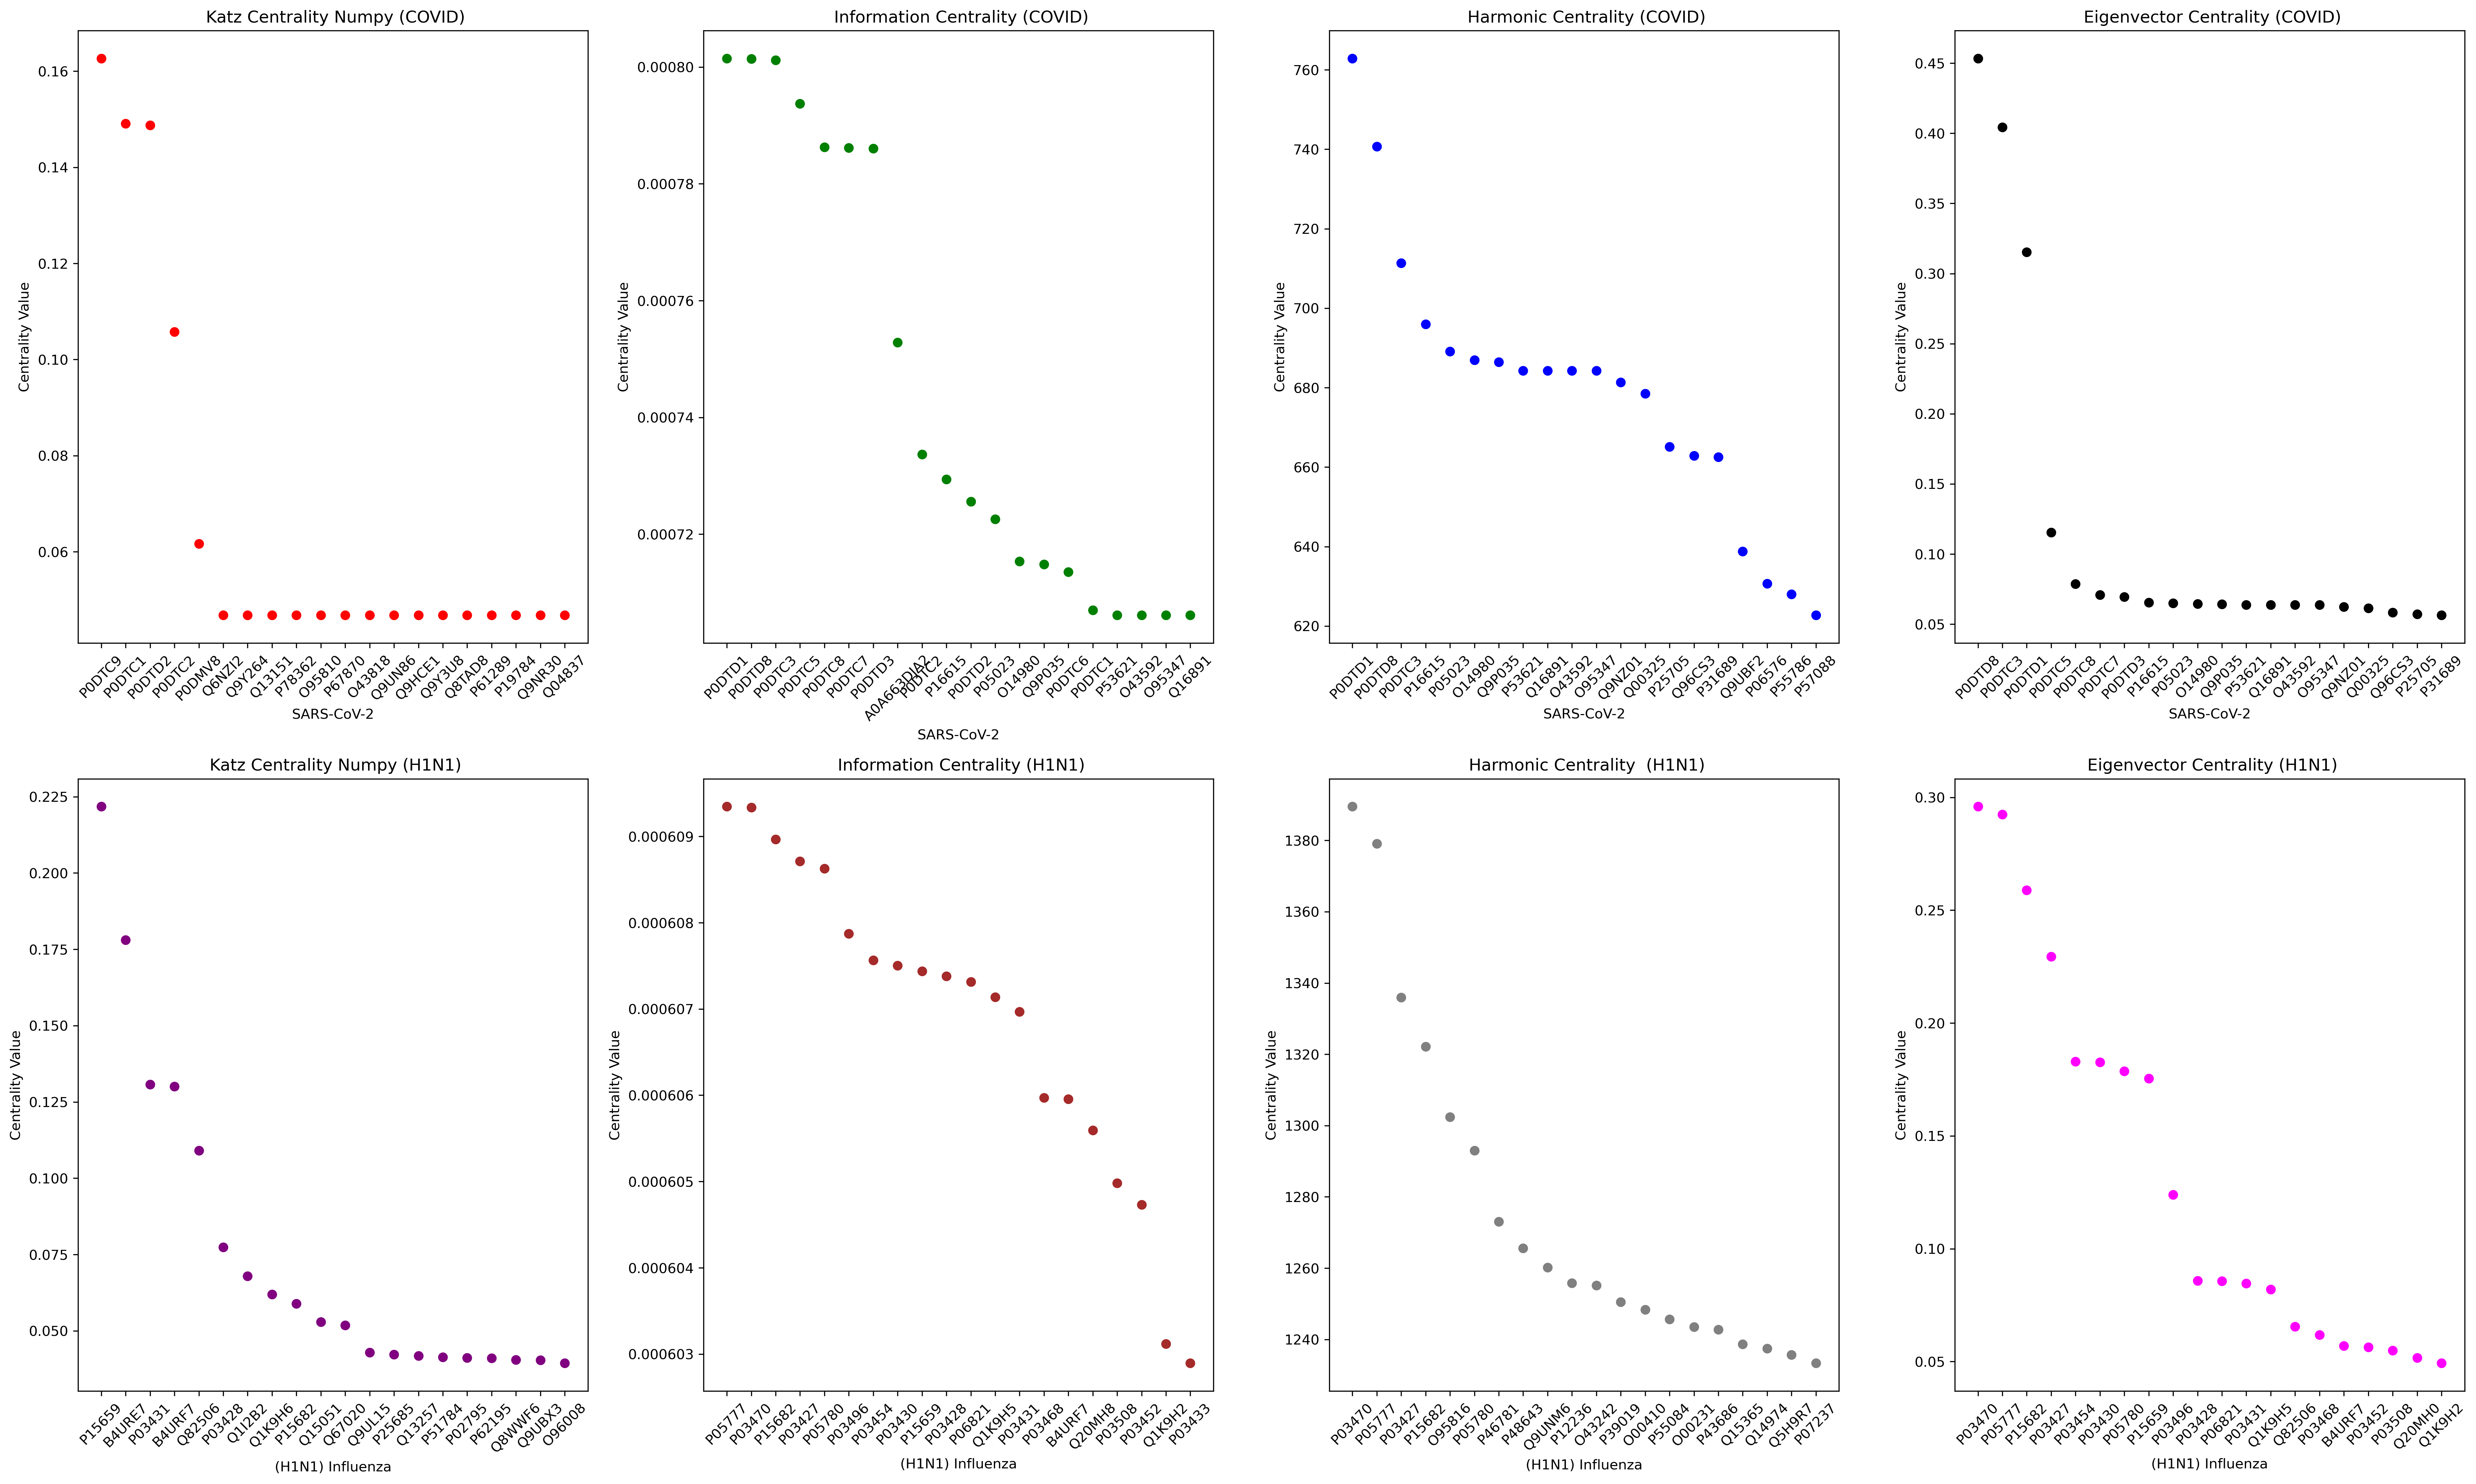 Katz Centrality Numpy (COVID)
Centrality Value
0.16
0.14
0.12
0.10
0.08
0.06
P0DTC9
P0DTC1
P0DTD2
P0DTC2
P0DMV8
Q6NZI2
Q9Y264
Q13151
P78362
O95810
P67870
O43818
Q9UN86
Q9HCE1
Q9Y3U8
Q8TAD8
P61289
P19784
Q9NR30
Q04837
SARS-CoV-2
Information Centrality (COVID)
Centrality Value
0.00080
0.00078
0.00076
0.00074
0.00072
P0DTD1
P0DTD8
P0DTC3
P0DTC5
P0DTC8
P0DTC7
P0DTD3
A0A663DJA2
P0DTC2
P16615
P0DTD2
P05023
O14980
Q9P035
P0DTC6
P0DTC1
P53621
O43592
O95347
Q16891
SARS-CoV-2
Harmonic Centrality (COVID)
Centrality Value
760
740
720
700
680
660
640
620
P0DTD1
P0DTD8
P0DTC3
P16615
P05023
O14980
Q9P035
P53621
Q16891
O43592
O95347
Q9NZ01
Q00325
P25705
Q96CS3
P31689
Q9UBF2
P06576
P55786
P57088
SARS-CoV-2
Eigenvector Centrality (COVID)
Centrality Value
0.45
0.40
0.35
0.30
0.25
0.20
0.15
0.10
0.05
P0DTD8
P0DTC3
P0DTD1
P0DTC5
P0DTC8
P0DTC7
P0DTD3
P16615
P05023
O14980
Q9P035
P53621
Q16891
O43592
O95347
Q9NZ01
Q00325
Q96CS3
P25705
P31689
SARS-CoV-2
Katz Centrality Numpy (H1N1)
Centrality Value
0.225
0.200
0.175
0.150
0.125
0.100
0.075
0.050
P15659
B4URE7
P03431
B4URF7
Q82506
P03428
Q1I2B2
Q1K9H6
P15682
Q15051
Q67020
Q9UL15
P25685
Q13257
P51784
P02795
P62195
Q8WWF6
Q9UBX3
O96008
(H1N1) Influenza
Information Centrality (H1N1)
Centrality Value
0.000609
0.000608
0.000607
0.000606
0.000605
0.000604
0.000603
P05777
P03470
P15682
P03427
P05780
P03496
P03454
P03430
P15659
P03428
P06821
Q1K9H5
P03431
P03468
B4URF7
Q20MH8
P03508
P03452
Q1K9H2
P03433
(H1N1) Influenza
Harmonic Centrality  (H1N1)
Centrality Value
1380
1360
1340
1320
1300
1280
1260
1240
P03470
P05777
P03427
P15682
O95816
P05780
P46781
P48643
Q9UNM6
P12236
O43242
P39019
O00410
P55084
O00231
P43686
Q15365
Q14974
Q5H9R7
P07237
(H1N1) Influenza
Eigenvector Centrality (H1N1)
Centrality Value
0.30
0.25
0.20
0.15
0.10
0.05
P03470
P05777
P15682
P03427
P03454
P03430
P05780
P15659
P03496
P03428
P06821
P03431
Q1K9H5
Q82506
P03468
B4URF7
P03452
P03508
Q20MH0
Q1K9H2
(H1N1) Influenza